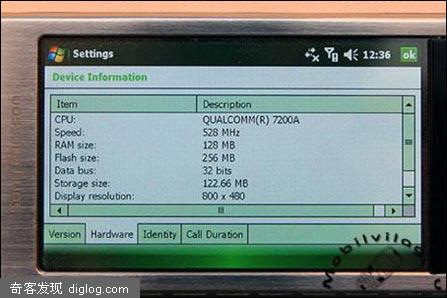 Settings
12:36
ok
Device Information
Item Description
CPU: QUALCOMM(R) 7200A
Speed: 528 MHz
RAM size: 128 MB
Flash size: 256 MB
Data bus: 32 bits
Storage size: 122.66 MB
Display resolution: 800 x 480
Version Hardware Identity Call Duration
Mobilvilag
奇客发现 diglog.com